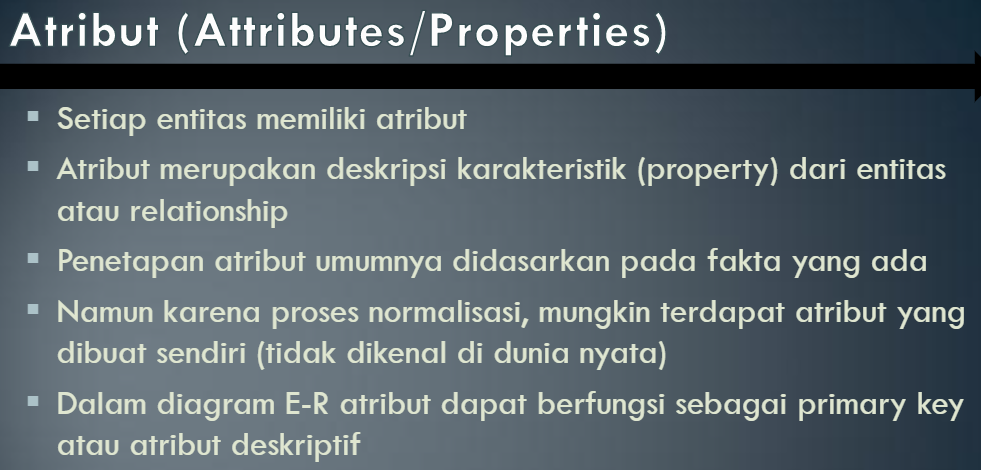 Atribut (Attributes/Properties)
▪ Setiap entitas memiliki atribut
▪ Atribut merupakan deskripsi karakteristik (property) dari entitas
atau relationship
▪ Penetapan atribut umumnya didasarkan pada fakta yang ada
▪ Namun karena proses normalisasi, mungkin terdapat atribut yang
dibuat sendiri (tidak dikenal di dunia nyata)
▪ Dalam diagram E-R atribut dapat berfungsi sebagai primary key
atau atribut deskriptif